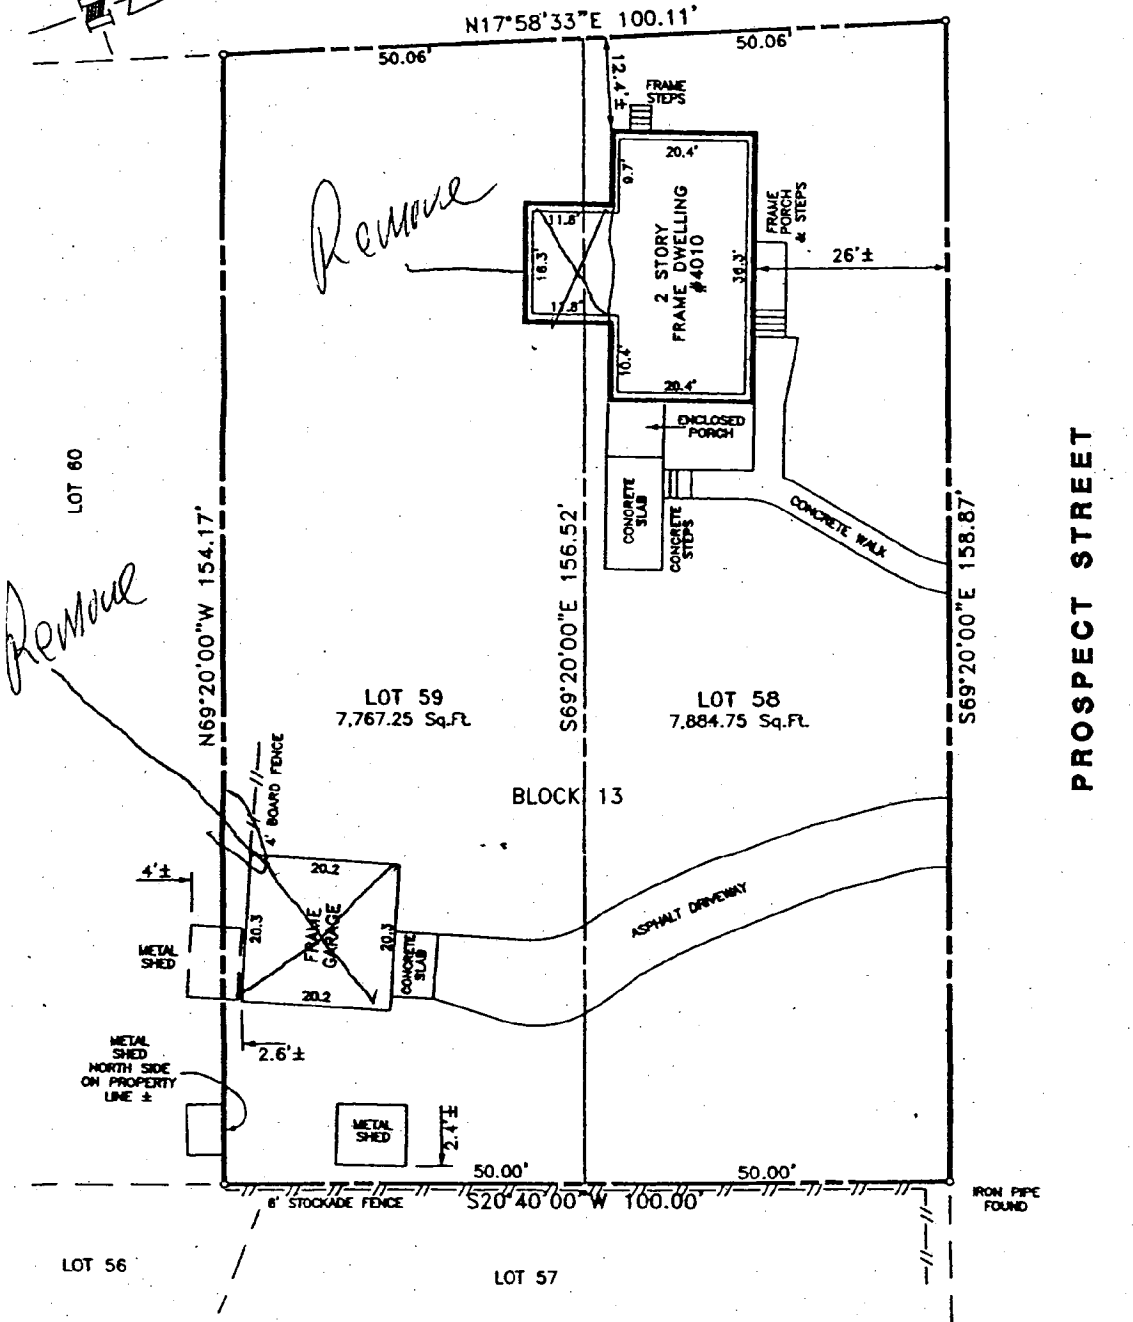 N17°58'33"E 100.11'
50.06'
50.06'
12.4'±
FRAME
STEPS
20.4'
9.7'
Remove
11.8'
16.3'
11.8'
2 STORY
FRAME DWELLING
#4010
36.3'
FRAME
PORCH
& STEPS
26'±
10.4'
20.4'
ENCLOSED
PORCH
CONCRETE
SLAB
CONCRETE
STEPS
CONCRETE WALK
LOT 60
N69°20'00"W 154.17'
S69°20'00"E 156.52'
S69°20'00"E 158.87'
PROSPECT STREET
Remove
LOT 59
7,767.25 Sq.Ft.
LOT 58
7,884.75 Sq.Ft.
BLOCK 13
4' BOARD FENCE
4'±
20.2
20.3
FRAME
GARAGE
20.3
20.2
METAL
SHED
CONCRETE
SLAB
ASPHALT DRIVEWAY
2.6'±
METAL
SHED
NORTH SIDE
ON PROPERTY
LINE ±
METAL
SHED
2.4'±
50.00'
50.00'
6' STOCKADE FENCE
S20°40'00"W 100.00'
IRON PIPE
FOUND
LOT 56
LOT 57